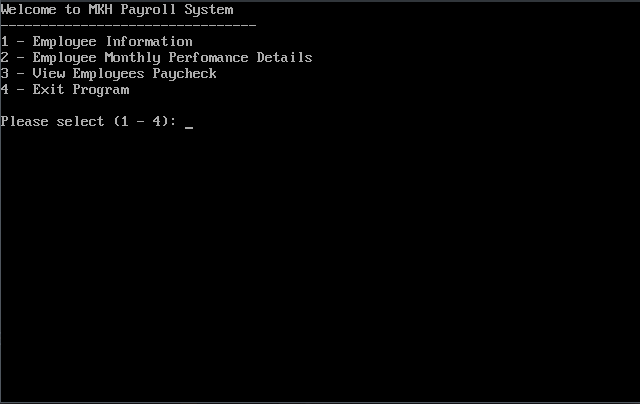 Welcome to MKH Payroll System
--------------------------------
1 - Employee Information
2 - Employee Monthly Perfomance Details
3 - View Employees Paycheck
4 - Exit Program
Please select (1 - 4): _